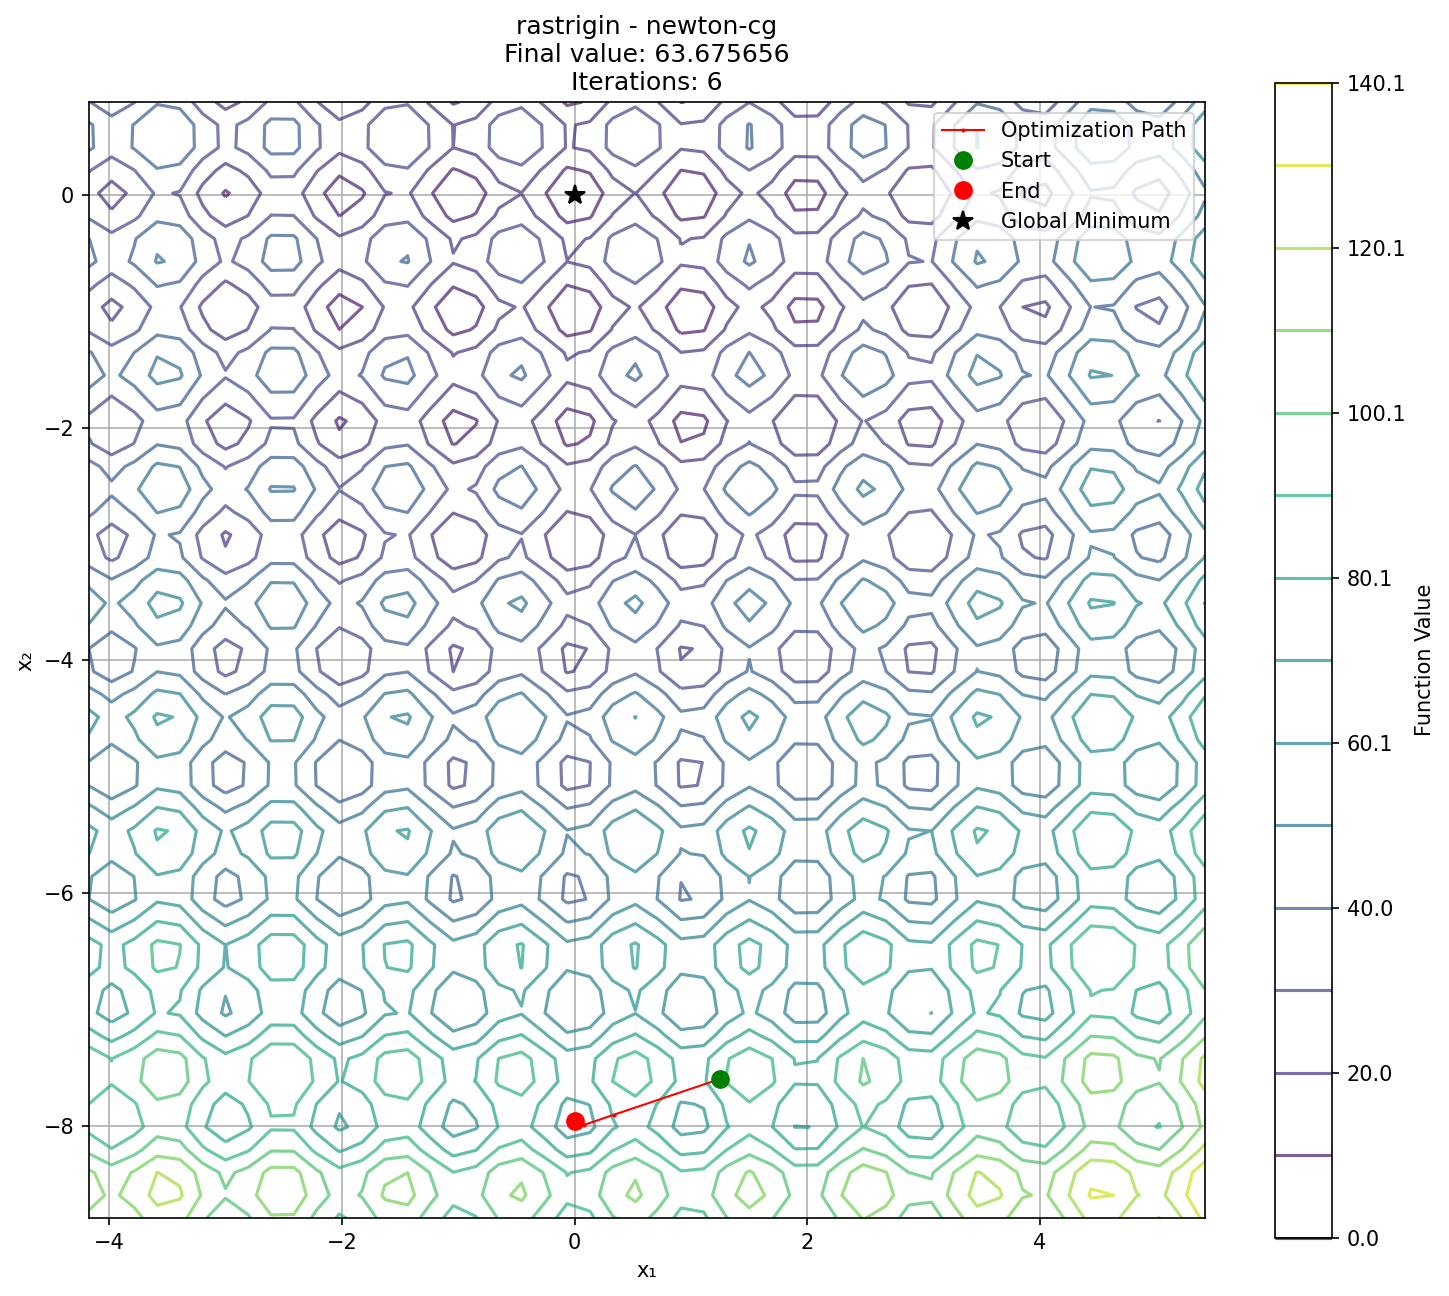 rastrigin - newton-cg
Final value: 63.675656
Iterations: 6
Optimization Path
Start
End
Global Minimum
0
−2
−4
−6
−8
x₂
−4
−2
0
2
4
x₁
140.1
120.1
100.1
80.1
60.1
40.0
20.0
0.0
Function Value